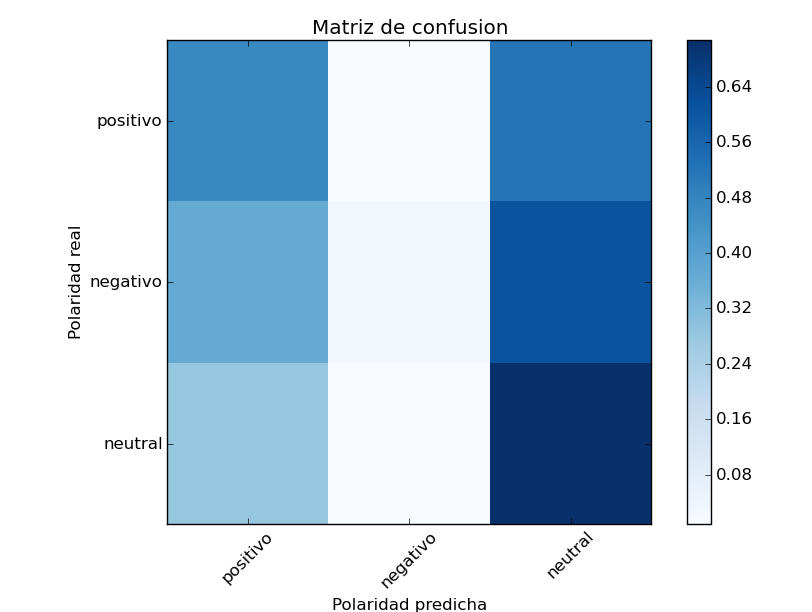 Matriz de confusion
Polaridad real
positivo
negativo
neutral
positivo
negativo
neutral
Polaridad predicha
0.64
0.56
0.48
0.40
0.32
0.24
0.16
0.08